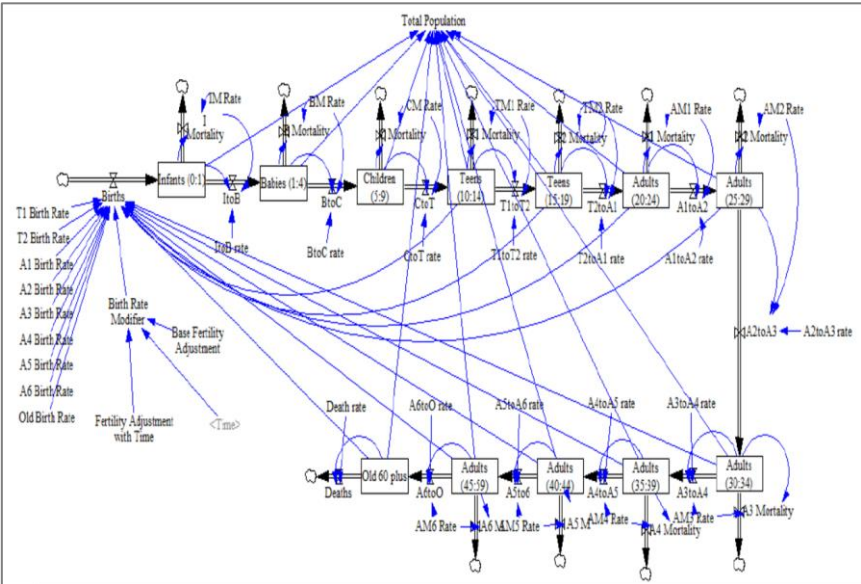 Total Population
IM Rate
I
Mortality
BM Rate
Mortality
CM Rate
Mortality
TM1 Rate
1 Mortality
Mortality
AM1 Rate
1 Mortality
AM2 Rate
2 Mortality
Infants (0:1)
Babies (1:4)
Children
(5:9)
Teens
(10:14)
Teens
(15:19)
Adults
(20:24)
Adults
(25:29)
Births
ItoB
BtoC
CtoT
T1toT2
T2toA1
A1toA2
ItoB rate
BtoC rate
CtoT rate
T1toT2 rate
T2toA1 rate
A1toA2 rate
T1 Birth Rate
T2 Birth Rate
A1 Birth Rate
A2 Birth Rate
A3 Birth Rate
A4 Birth Rate
A5 Birth Rate
A6 Birth Rate
Old Birth Rate
Birth Rate
Modifier
Base Fertility
Adjustment
Fertility Adjustment
with Time
<Time>
A2toA3
A2toA3 rate
Death rate
A6toO rate
A5toA6 rate
A4toA5 rate
A3toA4 rate
Old 60 plus
Adults
(45:59)
Adults
(40:44)
Adults
(35:39)
Adults
(30:34)
Deaths
A6toO
A5to6
A4toA5
A3toA4
AM6 Rate
A6 M
AM5 Rate
A5 M
AM4 Rate
A4 Mortality
AM3 Rate
A3 Mortality